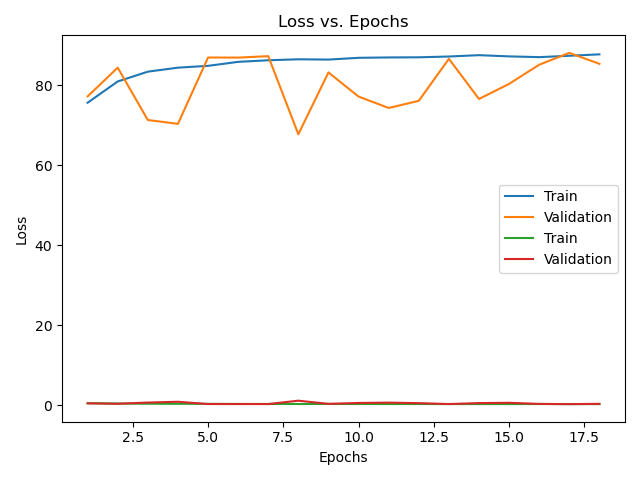 Loss vs. Epochs
80
60
40
20
0
Loss
Train
Validation
Train
Validation
2.5 5.0 7.5 10.0 12.5 15.0 17.5
Epochs